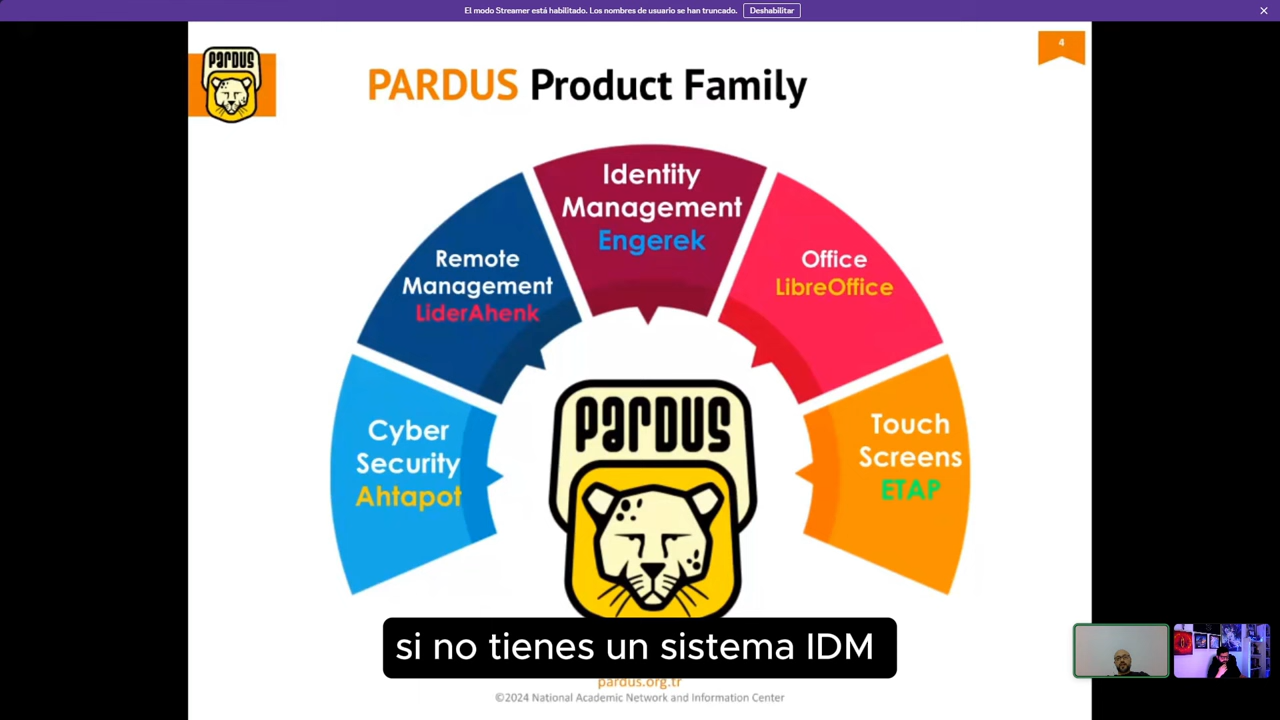 El modo Streamer está habilitado. Los nombres de usuario se han truncado. Deshabilitar
PARDUS
4
PARDUS Product Family
Identity
Management
Engerek
Remote
Management
LiderAhenk
Office
LibreOffice
Cyber
Security
Ahtapot
Touch
Screens
ETAP
PARDUS
si no tienes un sistema IDM
pardus.org.tr
©2024 National Academic Network and Information Center